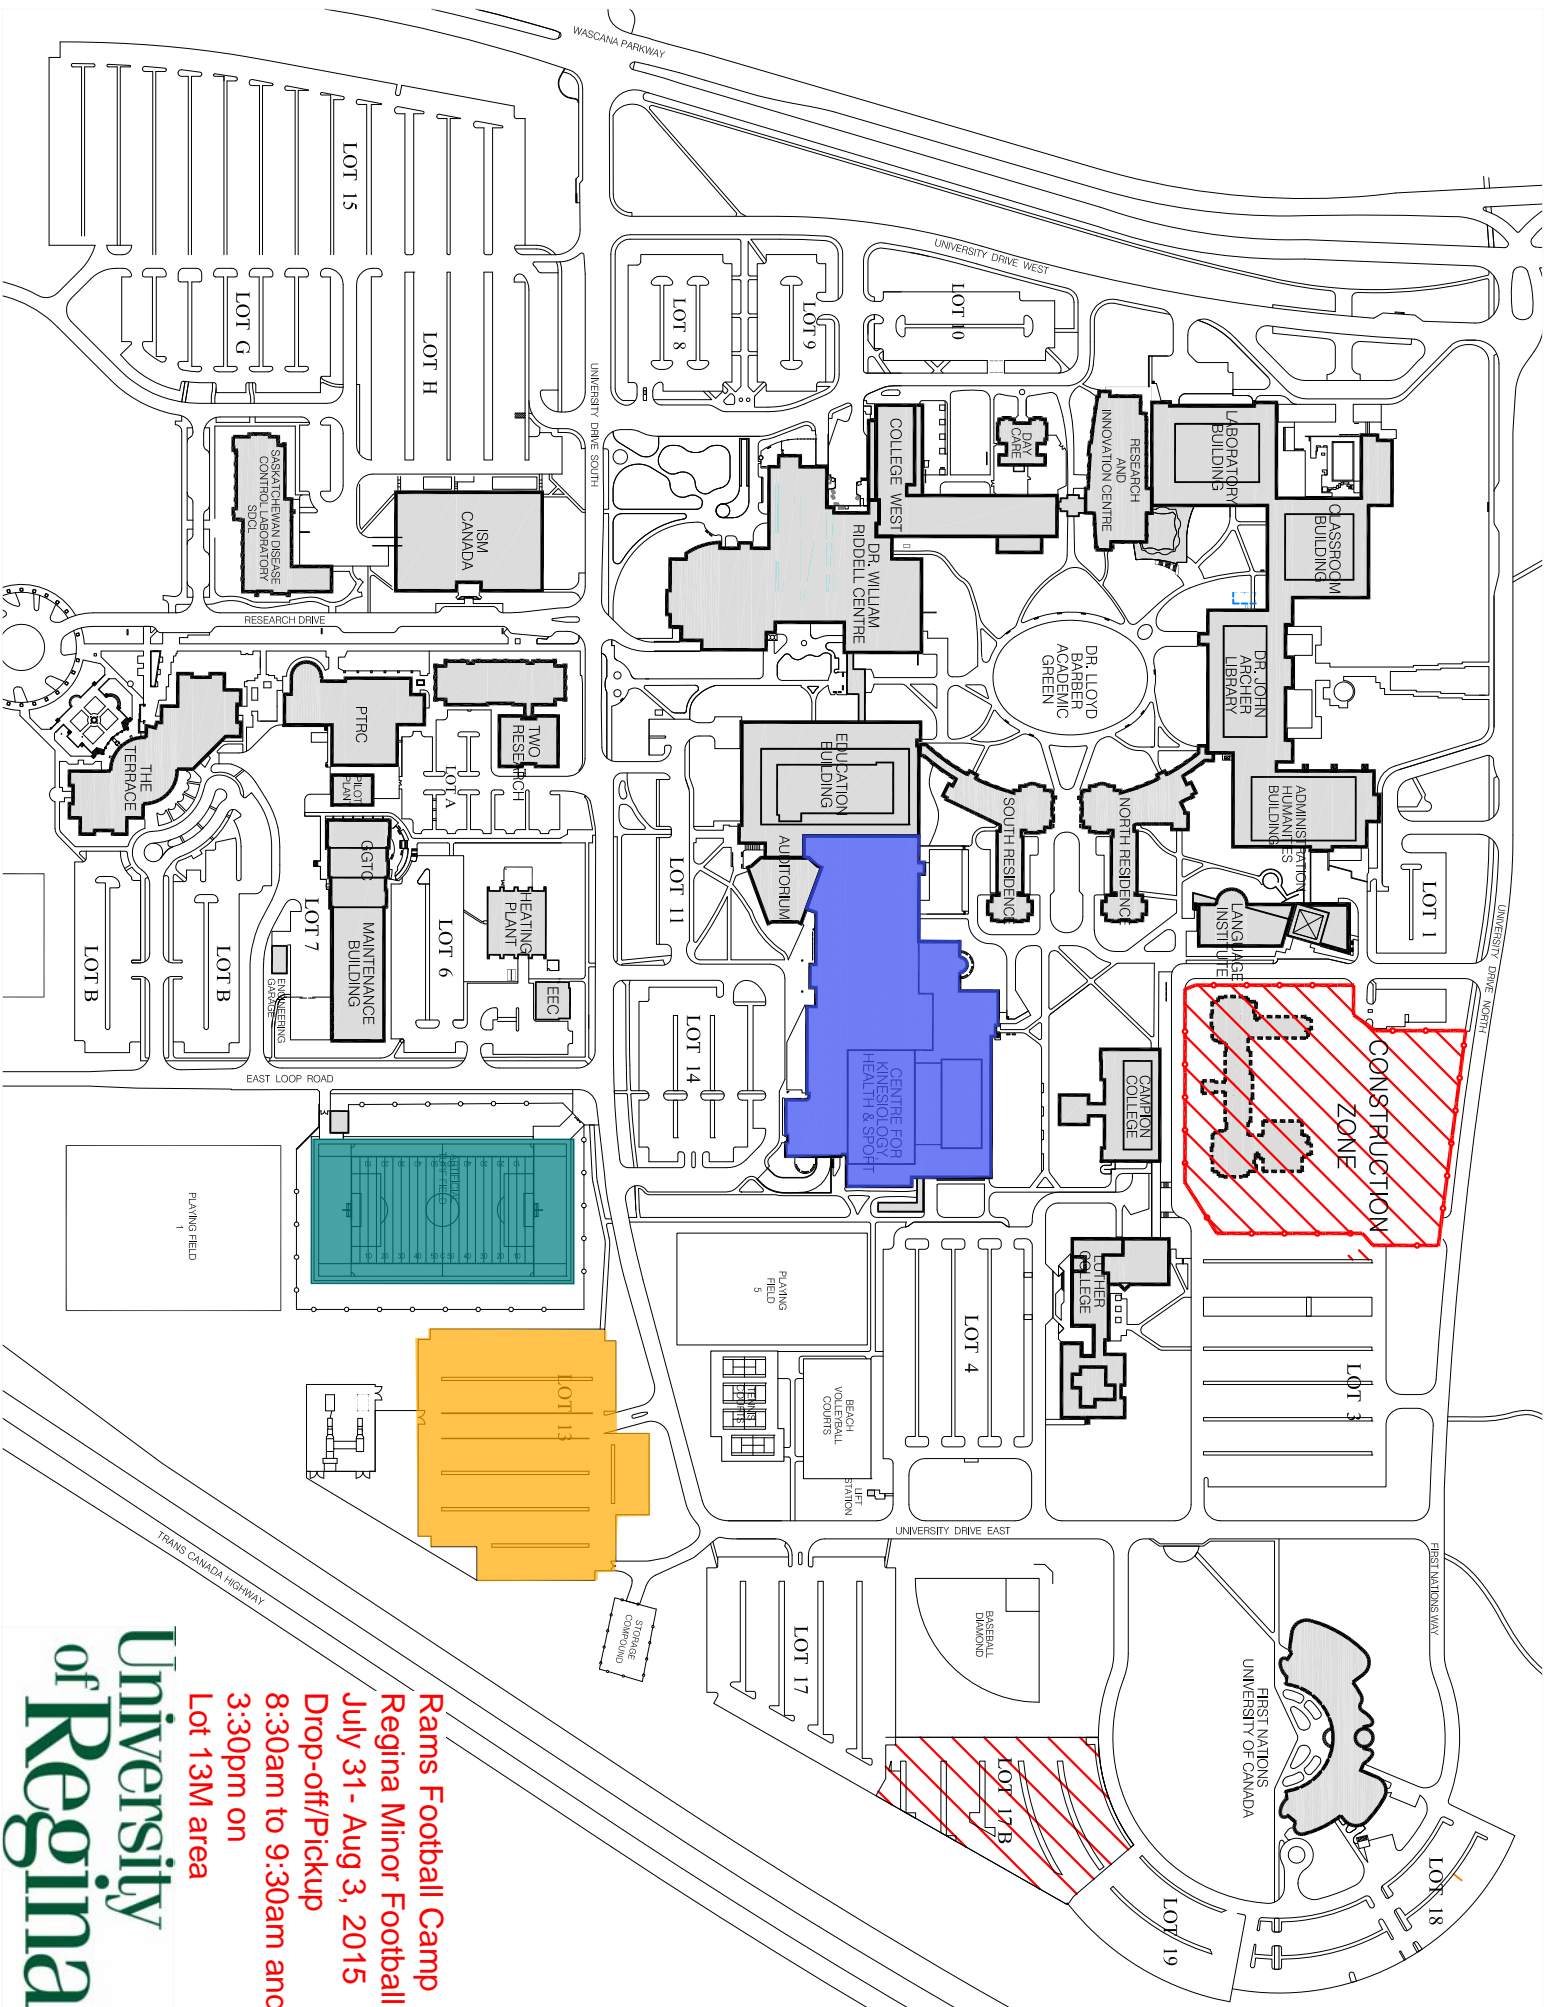 WASCANA PARKWAY
UNIVERSITY DRIVE WEST
LOT 15
LOT G
LOT H
UNIVERSITY DRIVE SOUTH
LOT 8
LOT 9
LOT 10
COLLEGE WEST
DAY
CARE
RESEARCH
AND
INNOVATION CENTRE
LABORATORY
BUILDING
CLASSROOM
BUILDING
SASKATCHEWAN DISEASE
CONTROL LABORATORY
SDCL
ISM
CANADA
DR. WILLIAM
RIDDELL CENTRE
RESEARCH DRIVE
DR. LLOYD
BARBER
ACADEMIC
GREEN
DR. JOHN
ARCHER
LIBRARY
THE
TERRACE
PTRC
PILOT
PLANT
TWO
RESEARCH
LOT A
EDUCATION
BUILDING
AUDITORIUM
SOUTH RESIDENCE
NORTH RESIDENCE
ADMINISTRATION
HUMANITIES
BUILDING
LANGUAGE
INSTITUTE
LOT 1
UNIVERSITY DRIVE NORTH
GGTC
MAINTENANCE
BUILDING
LOT 7
LOT B
LOT B
ENGINEERING
GARAGE
LOT 6
HEATING
PLANT
EEC
LOT 11
LOT 14
CENTRE FOR
KINESIOLOGY
HEALTH & SPORT
CAMPION
COLLEGE
CONSTRUCTION
ZONE
EAST LOOP ROAD
PLAYING FIELD
1
ARTIFICIAL
TURF FIELD
PLAYING
FIELD
5
LUTHER
COLLEGE
LOT 4
LOT 3
LOT 13
TENNIS
COURTS
BEACH
VOLLEYBALL
COURTS
LIFT
STATION
UNIVERSITY DRIVE EAST
FIRST NATIONS WAY
TRANS CANADA HIGHWAY
STORAGE
COMPOUND
LOT 17
BASEBALL
DIAMOND
LOT 17 B
FIRST NATIONS
UNIVERSITY OF CANADA
LOT 18
LOT 19
Rams Football Camp
Regina Minor Football
July 31- Aug 3, 2015
Drop-off/Pickup
8:30am to 9:30am and
3:30pm on
Lot 13M area
University
of Regina